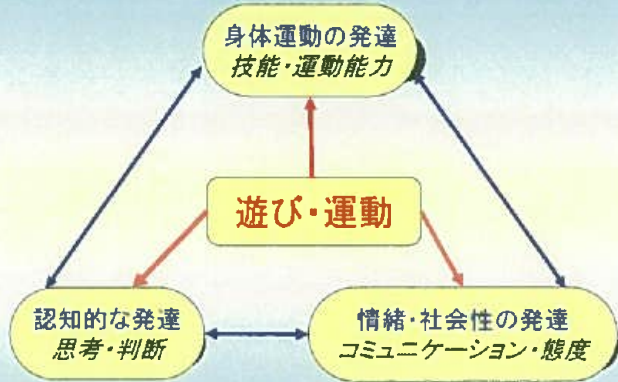 身体運動の発達
技能・運動能力
遊び・運動
認知的な発達
思考・判断
情緒・社会性の発達
コミュニケーション・態度